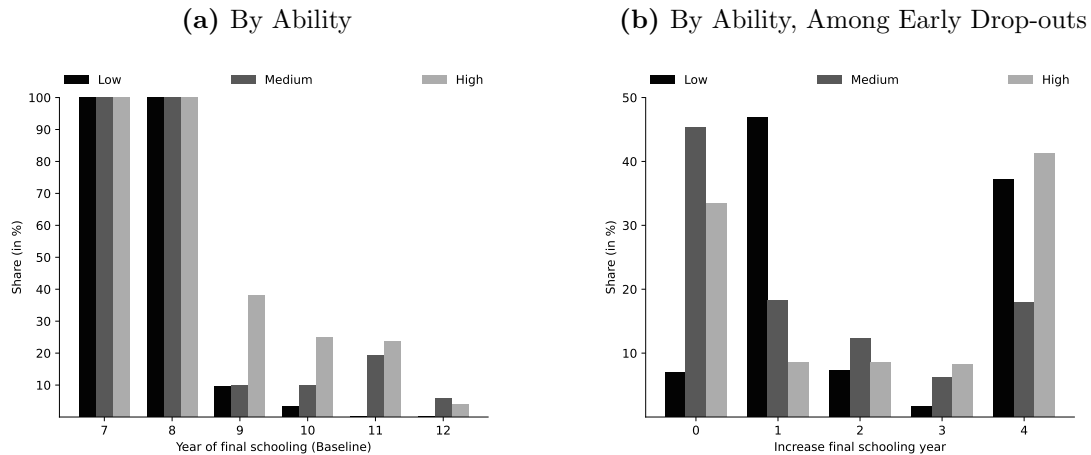 (a) By Ability
Low Medium High
100
90
80
70
60
50
40
30
20
10
Share (in %)
7 8 9 10 11 12
Year of final schooling (Baseline)
(b) By Ability, Among Early Drop-outs
Low Medium High
50
40
30
20
10
Share (in %)
0 1 2 3 4
Increase final schooling year